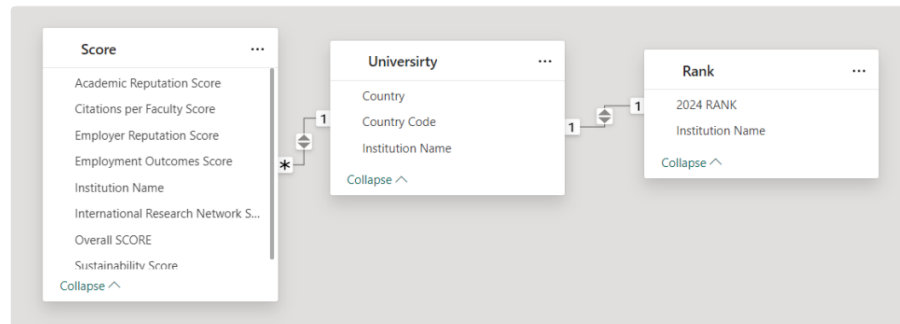 Score
...
Academic Reputation Score
Citations per Faculty Score
Employer Reputation Score
Employment Outcomes Score
Institution Name
International Research Network S...
Overall SCORE
Sustainability Score
Collapse
*
1
Universirty
...
Country
Country Code
Institution Name
Collapse
1
1
Rank
...
2024 RANK
Institution Name
Collapse